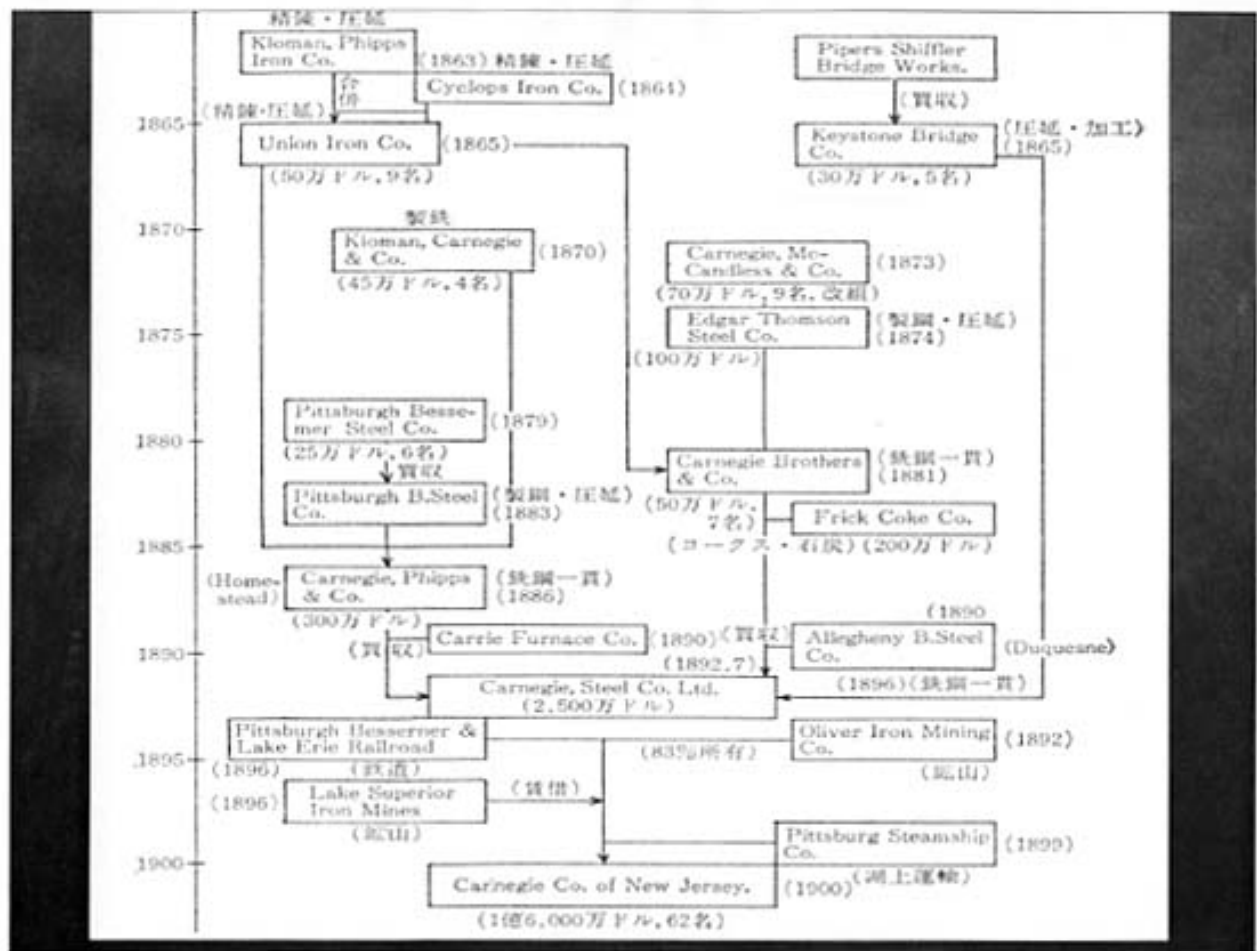 精錬・圧延
Kloman, Phipps
Iron Co.
(1863) 精錬・圧延
Cyclops Iron Co. (1864)
合併
(精錬・圧延)
Pipers Shiffler
Bridge Works.
(買収)
1865
Union Iron Co. (1865)
(50万ドル, 9名)
Keystone Bridge
Co.
(圧延・加工)
(1865)
(30万ドル, 5名)
1870
製鉄
Kloman, Carnegie
& Co. (1870)
(45万ドル, 4名)
Carnegie, Mc-
Candless & Co. (1873)
(70万ドル, 9名, 改組)
1875
Edgar Thomson
Steel Co.
(製鋼・圧延)
(1874)
(100万ドル)
Pittsburgh Besse-
mer Steel Co. (1879)
1880
(25万ドル, 6名)
買収
Pittsburgh B.Steel
Co.
(製鋼・圧延)
(1883)
Carnegie Brothers
& Co.
(銑鋼一貫)
(1881)
(50万ドル,
7名)
Frick Coke Co.
(コークス・石炭) (200万ドル)
1885
(Home-
stead)
Carnegie, Phipps
& Co.
(銑鋼一貫)
(1886)
(300万ドル)
(買収)
Carrie Furnace Co. (1890)
(買収)
(1890
Allegheny B.Steel
Co.
(Duquesne)
1890
(1892.7)
(1896) (銑鋼一貫)
Carnegie, Steel Co. Ltd.
(2,500万ドル)
Pittsburgh Bessemer &
Lake Erie Railroad
(1896) (鉄道)
(83%所有)
Oliver Iron Mining
Co. (1892)
(鉱山)
1895
(1896)
Lake Superior
Iron Mines
(鉱山)
(賃借)
Pittsburg Steamship
Co. (1899)
(湖上運輸)
1900
Carnegie Co. of New Jersey. (1900)
(1億6,000万ドル, 62名)